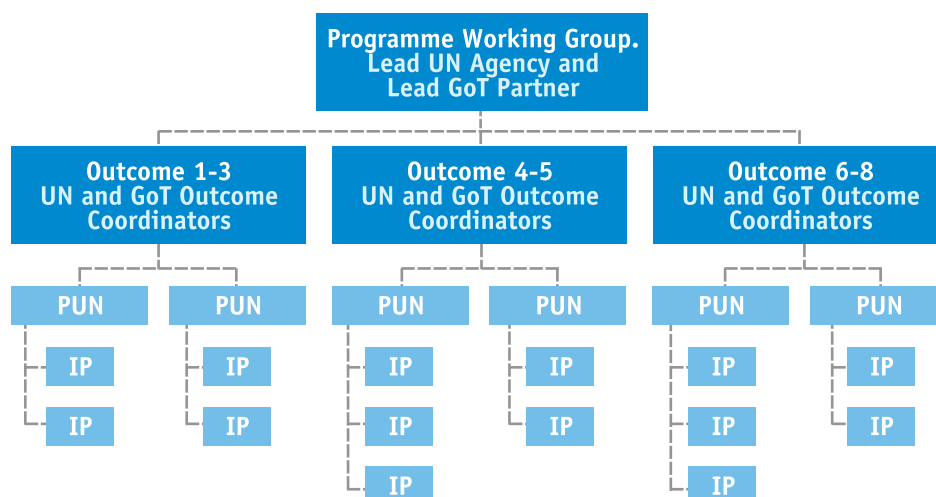 Programme Working Group.
Lead UN Agency and
Lead GoT Partner
Outcome 1-3
UN and GoT Outcome
Coordinators
Outcome 4-5
UN and GoT Outcome
Coordinators
Outcome 6-8
UN and GoT Outcome
Coordinators
PUN
PUN
PUN
PUN
PUN
PUN
IP
IP
IP
IP
IP
IP
IP
IP
IP
IP
IP
IP
IP
IP